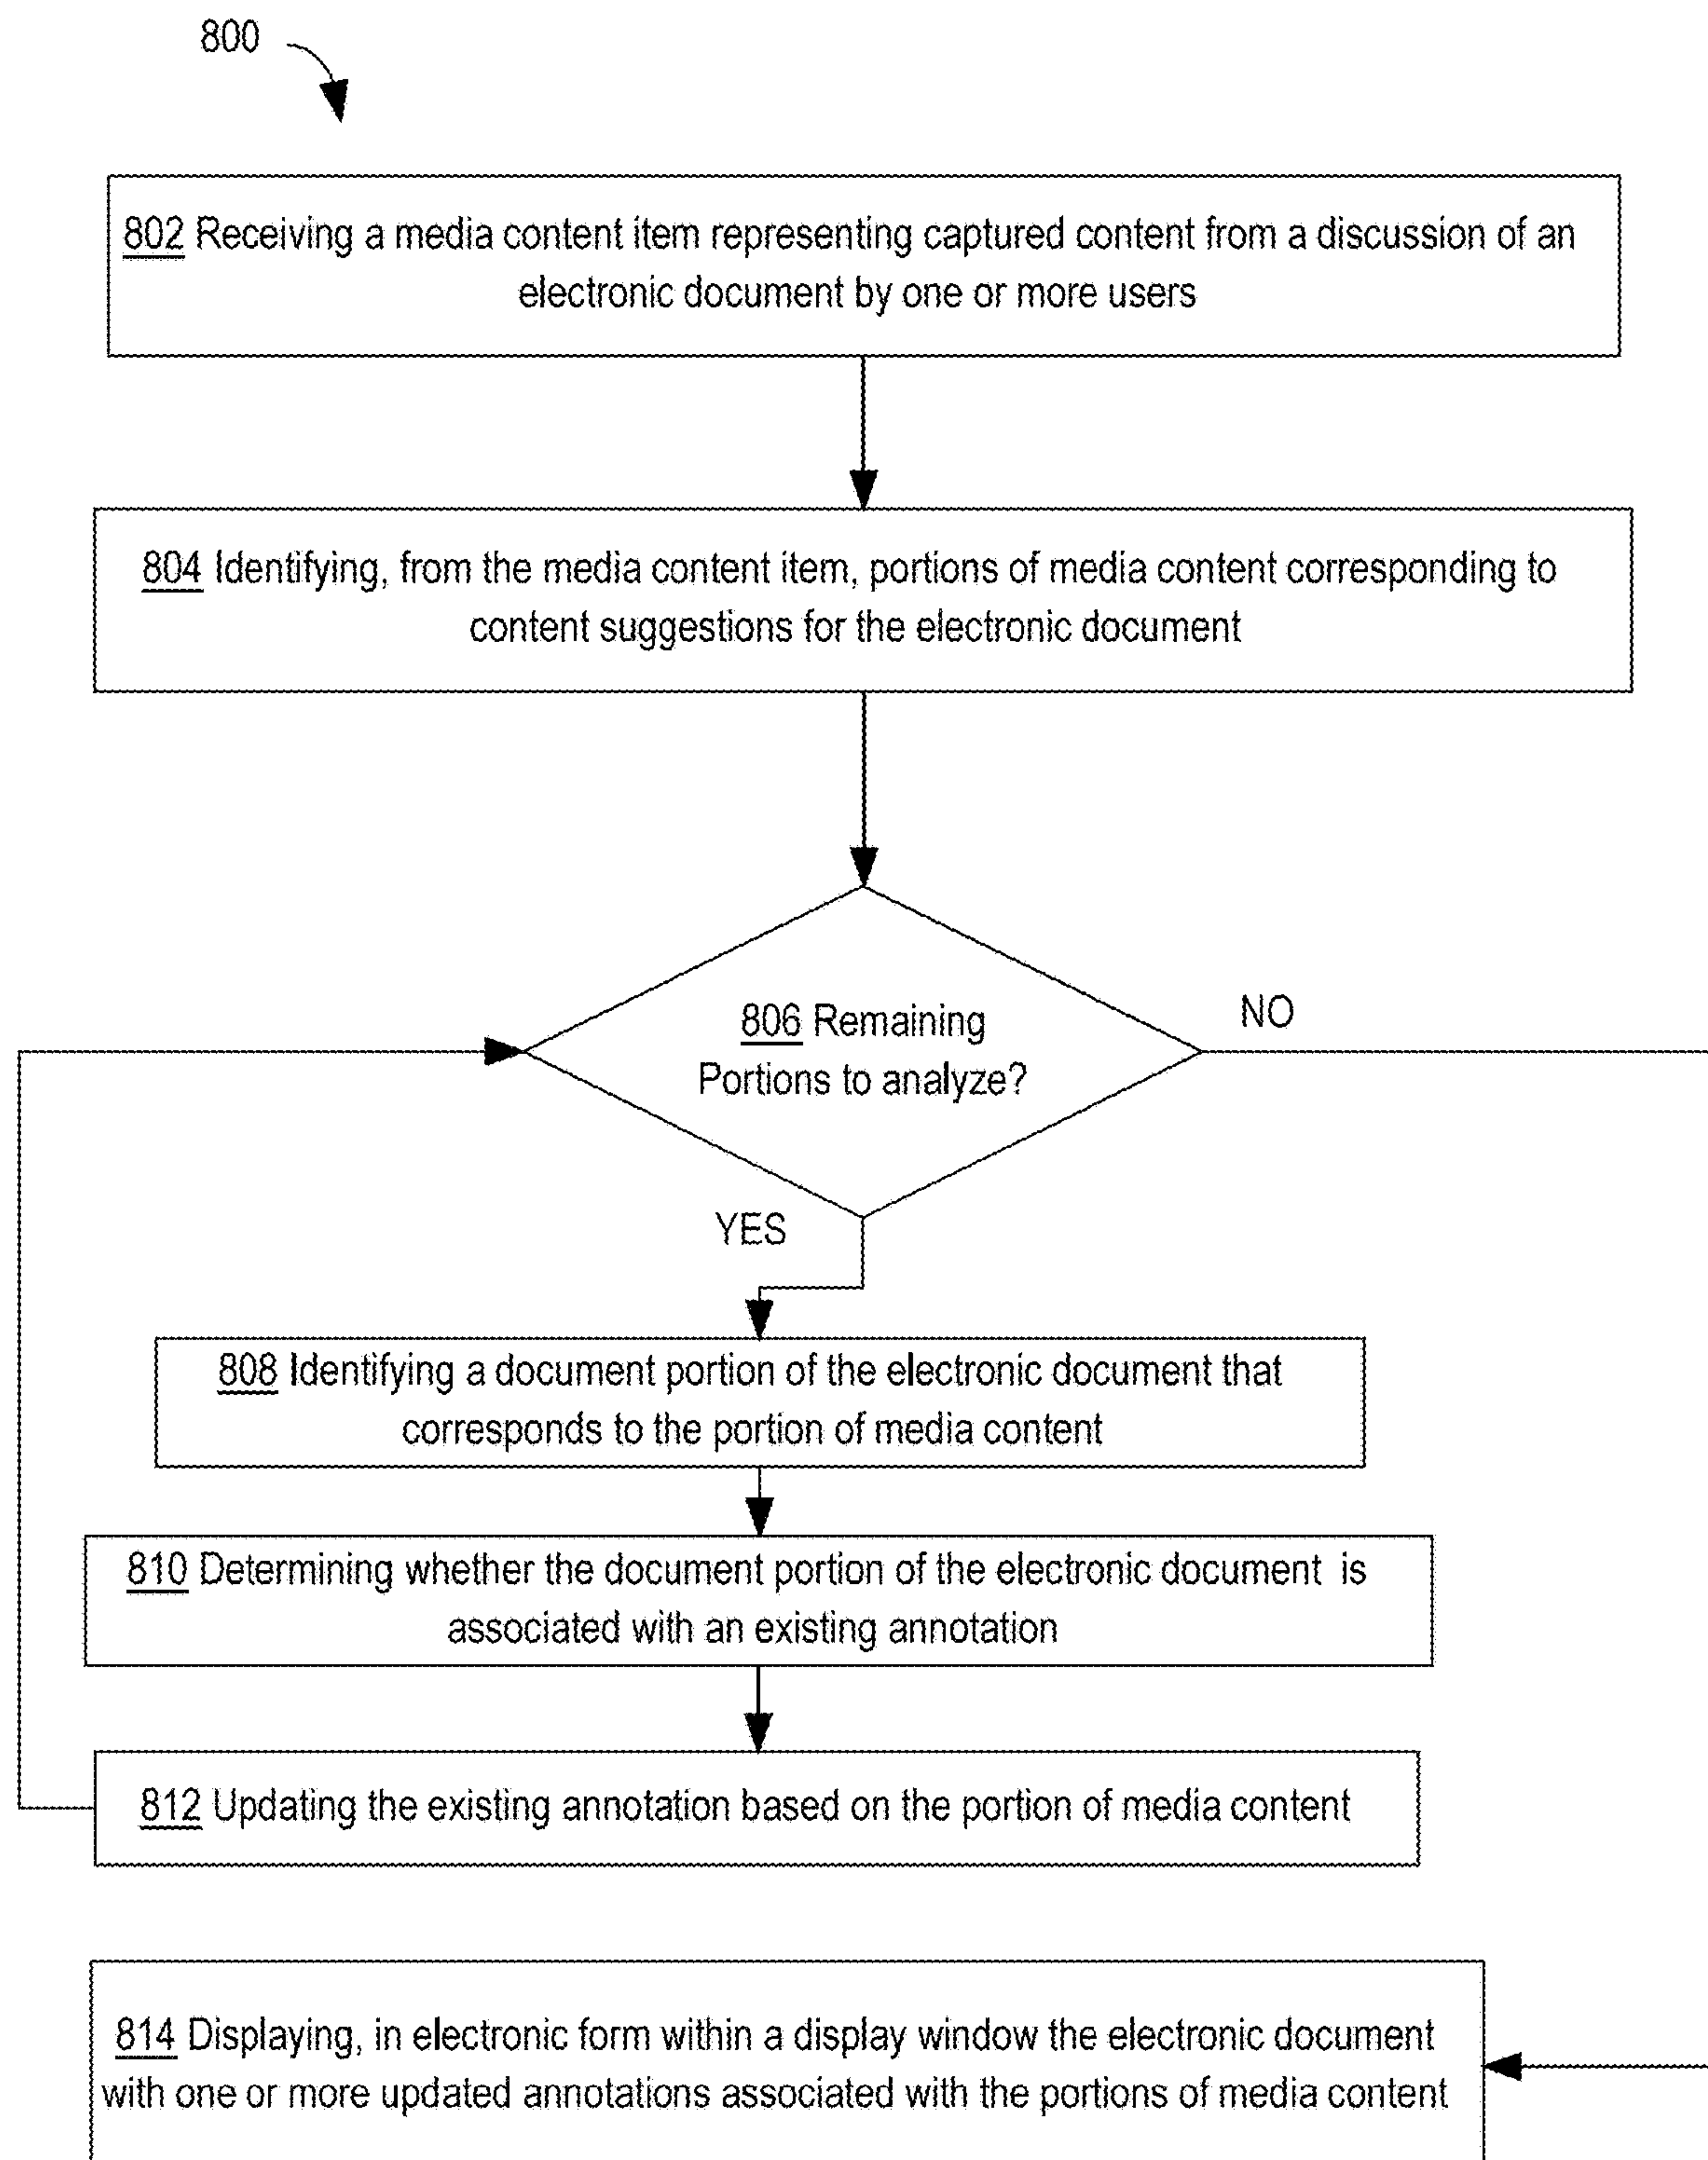 800
802 Receiving a media content item representing captured content from a discussion of an
electronic document by one or more users
804 Identifying, from the media content item, portions of media content corresponding to
content suggestions for the electronic document
806 Remaining
Portions to analyze?
NO
YES
808 Identifying a document portion of the electronic document that
corresponds to the portion of media content
810 Determining whether the document portion of the electronic document is
associated with an existing annotation
812 Updating the existing annotation based on the portion of media content
814 Displaying, in electronic form within a display window the electronic document
with one or more updated annotations associated with the portions of media content